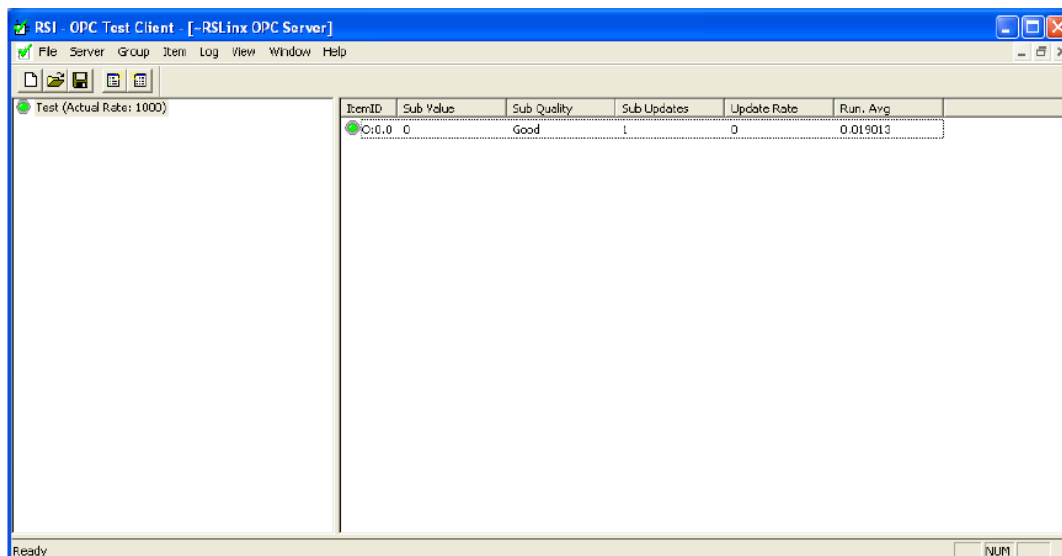 RSI - OPC Test Client - [~RSLinx OPC Server]
File Server Group Item Log View Window Help
Test (Actual Rate: 1000)
ItemID Sub Value Sub Quality Sub Updates Update Rate Run. Avg
O:0.0 0 Good 1 0 0.019013
Ready NUM